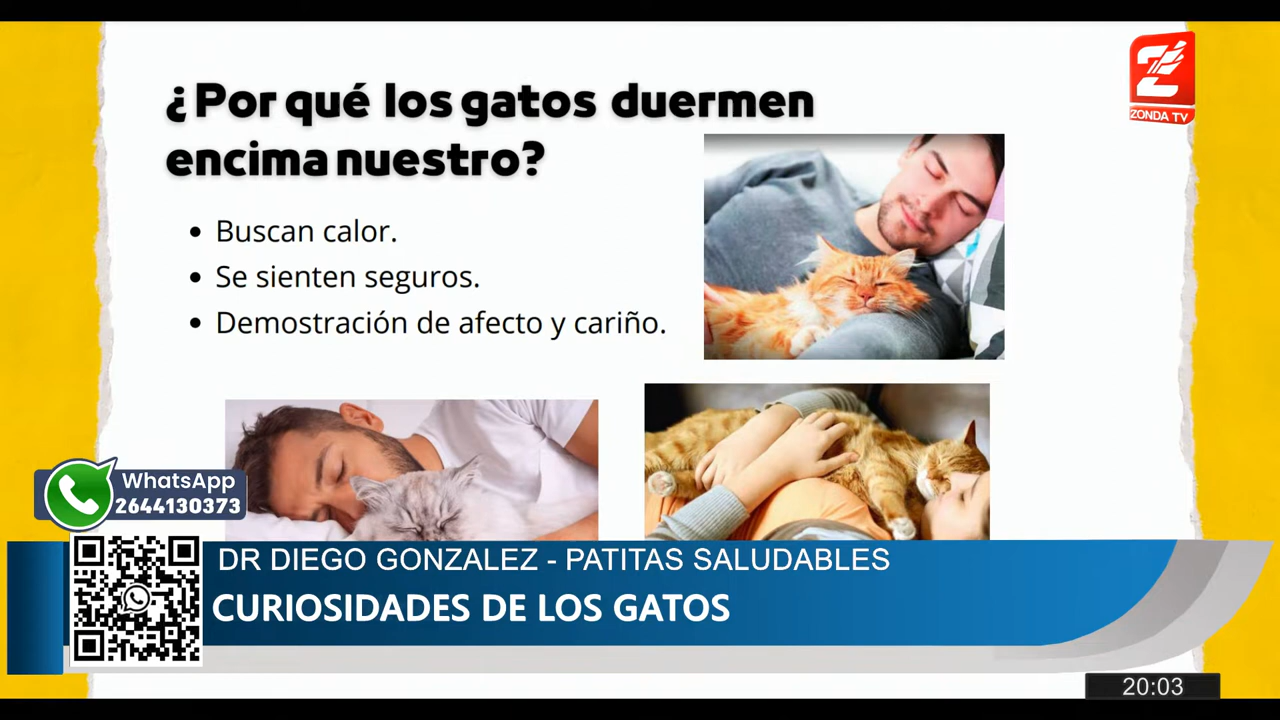 ¿Por qué los gatos duermen
encima nuestro?
ZONDA TV
• Buscan calor.
• Se sienten seguros.
• Demostración de afecto y cariño.
WhatsApp
2644130373
DR DIEGO GONZALEZ - PATITAS SALUDABLES
CURIOSIDADES DE LOS GATOS
20:03